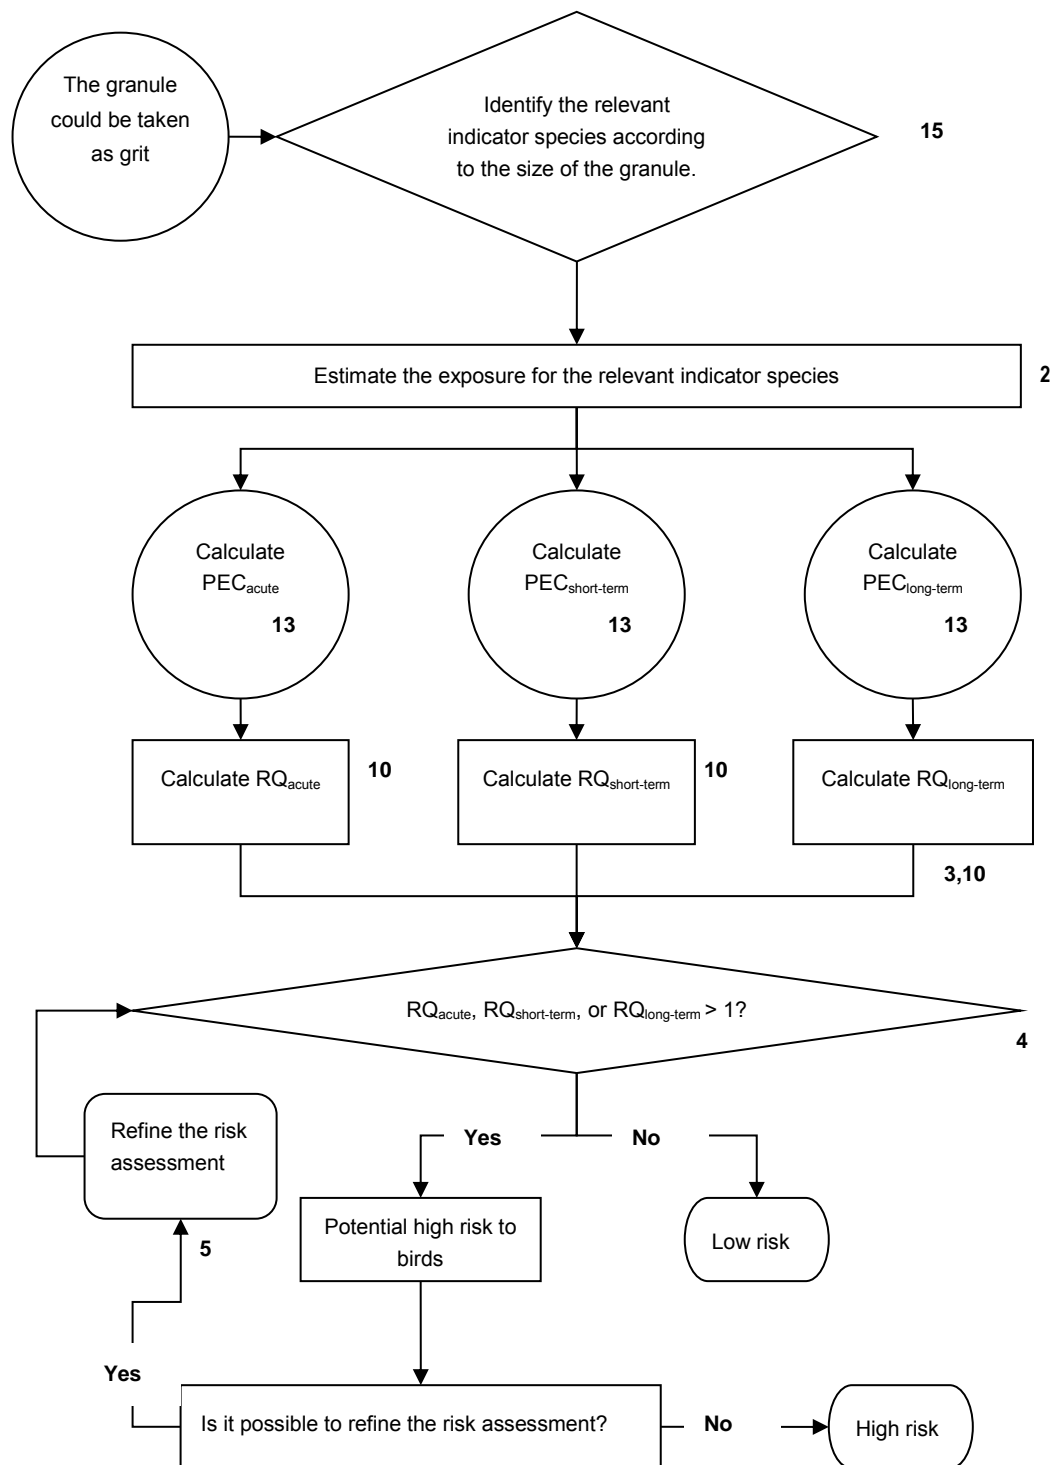 The granule
could be taken
as grit
Identify the relevant
indicator species according
to the size of the granule.
15
Estimate the exposure for the relevant indicator species
2
Calculate
PECacute
13
Calculate
PECshort-term
13
Calculate
PEClong-term
13
Calculate RQacute
10
Calculate RQshort-term
10
Calculate RQlong-term
3,10
RQacute, RQshort-term, or RQlong-term > 1?
4
Refine the risk
assessment
5
Yes
No
Potential high risk to
birds
Low risk
Yes
Is it possible to refine the risk assessment?
No
High risk